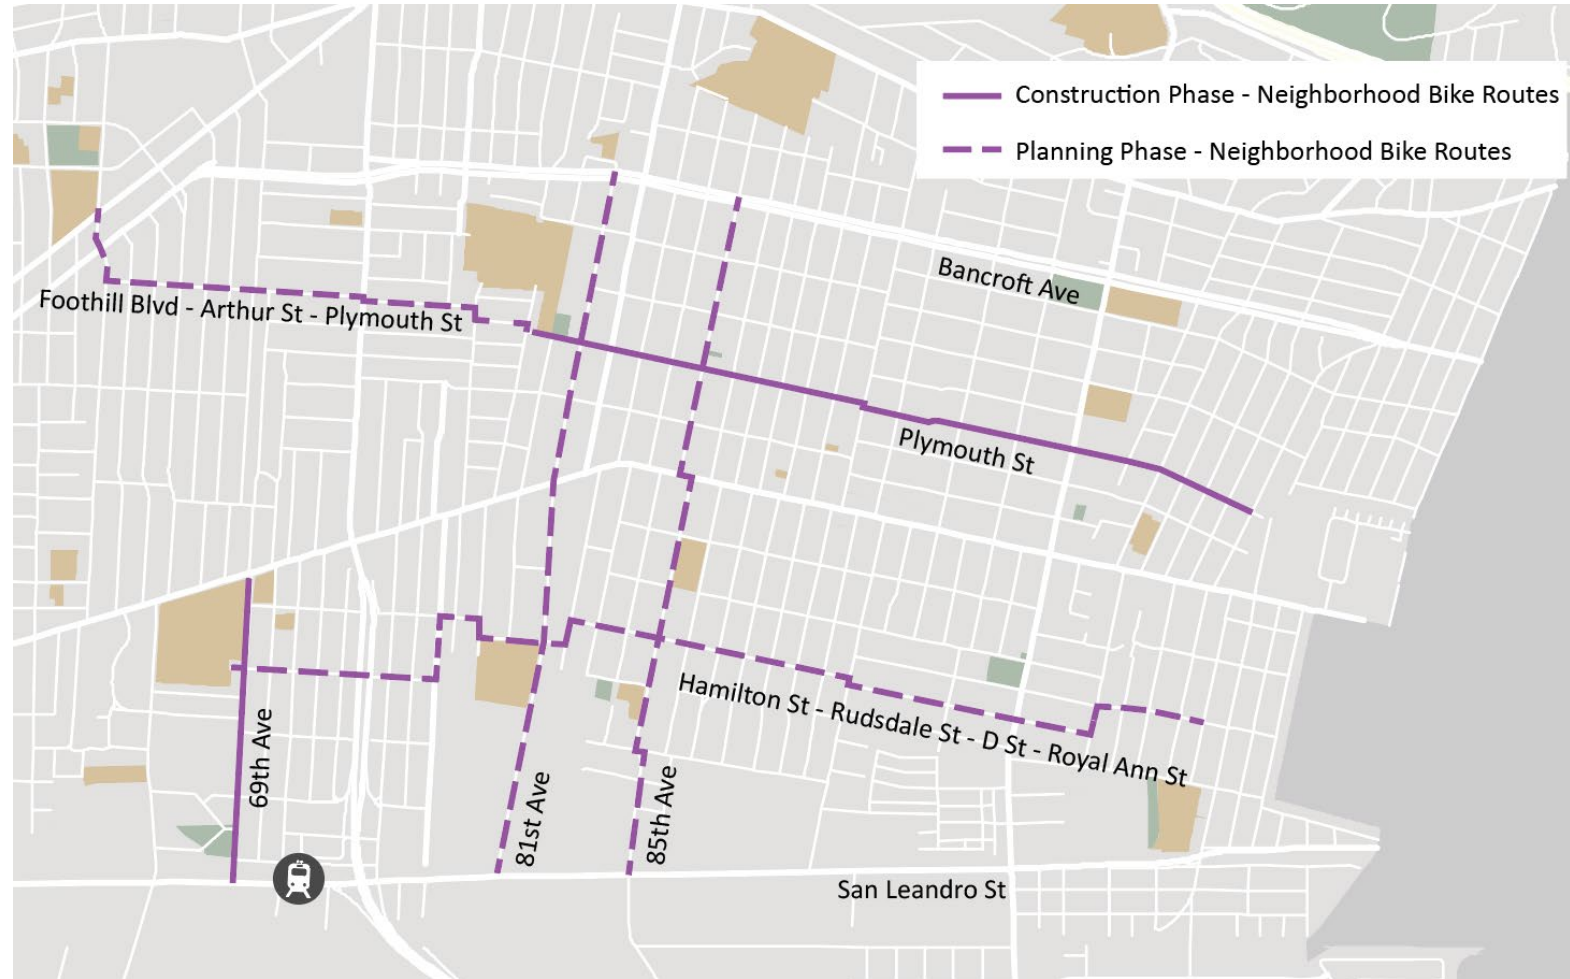 Construction Phase - Neighborhood Bike Routes
Planning Phase - Neighborhood Bike Routes
Bancroft Ave
Foothill Blvd - Arthur St - Plymouth St
Plymouth St
Hamilton St - Rudsdale St - D St - Royal Ann St
69th Ave
81st Ave
85th Ave
San Leandro St